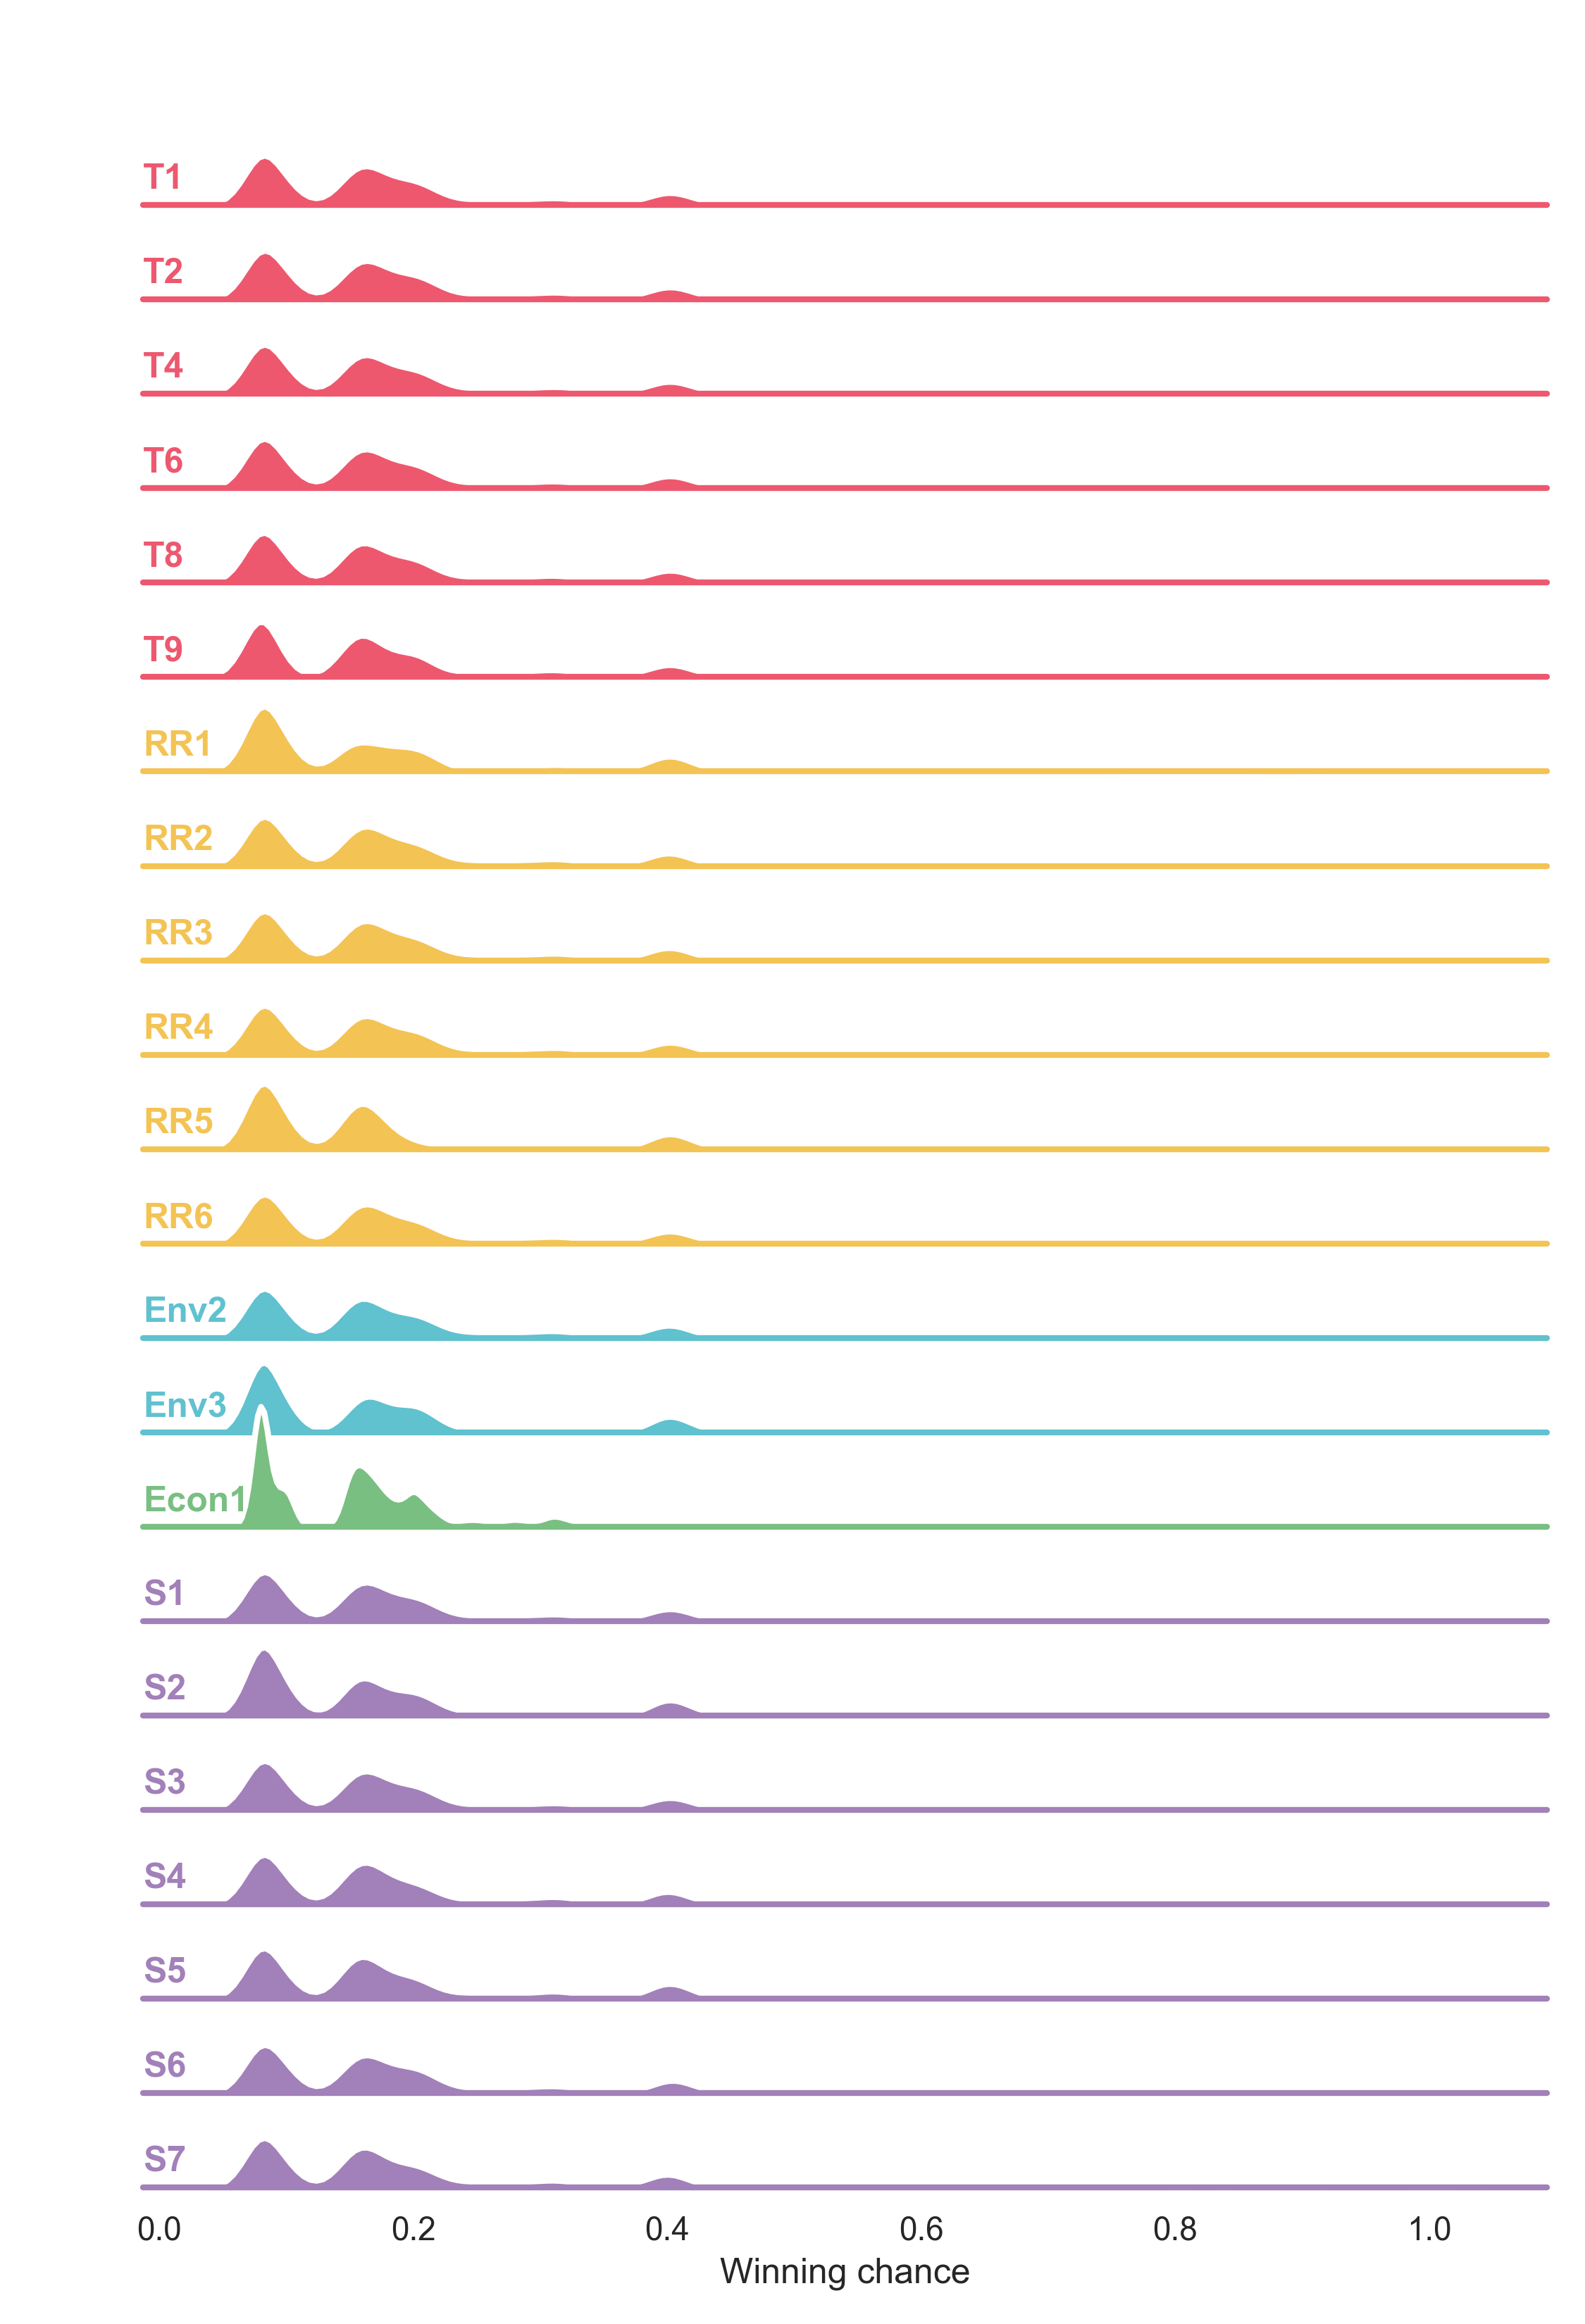 T1
T2
T4
T6
T8
T9
RR1
RR2
RR3
RR4
RR5
RR6
Env2
Env3
Econ1
S1
S2
S3
S4
S5
S6
S7
0.0 0.2 0.4 0.6 0.8 1.0
Winning chance